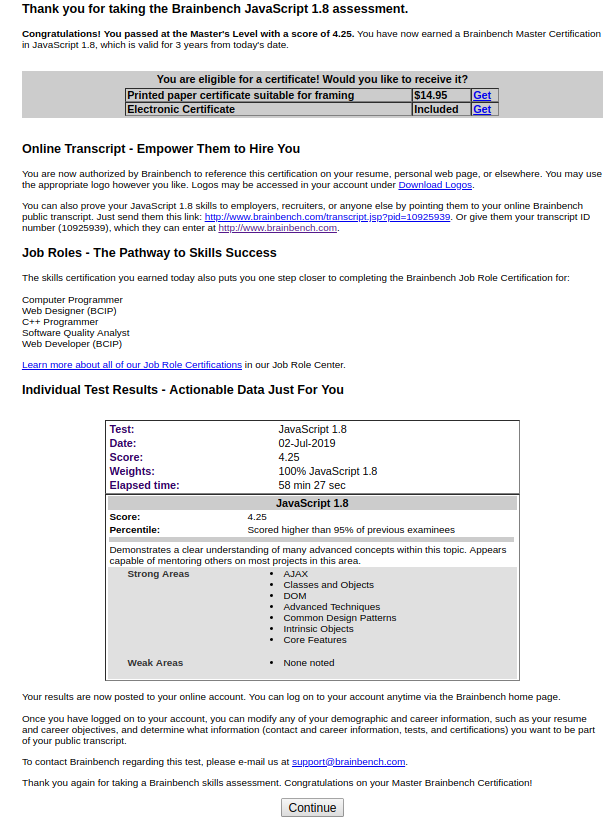 Thank you for taking the Brainbench JavaScript 1.8 assessment.
Congratulations! You passed at the Master's Level with a score of 4.25. You have now earned a Brainbench Master Certification
in JavaScript 1.8, which is valid for 3 years from today's date.
You are eligible for a certificate! Would you like to receive it?
Printed paper certificate suitable for framing $14.95 Get
Electronic Certificate Included Get
Online Transcript - Empower Them to Hire You
You are now authorized by Brainbench to reference this certification on your resume, personal web page, or elsewhere. You may use
the appropriate logo however you like. Logos may be accessed in your account under Download Logos.
You can also prove your JavaScript 1.8 skills to employers, recruiters, or anyone else by pointing them to your online Brainbench
public transcript. Just send them this link: http://www.brainbench.com/transcript.jsp?pid=10925939. Or give them your transcript ID
number (10925939), which they can enter at http://www.brainbench.com.
Job Roles - The Pathway to Skills Success
The skills certification you earned today also puts you one step closer to completing the Brainbench Job Role Certification for:
Computer Programmer
Web Designer (BCIP)
C++ Programmer
Software Quality Analyst
Web Developer (BCIP)
Learn more about all of our Job Role Certifications in our Job Role Center.
Individual Test Results - Actionable Data Just For You
Test: JavaScript 1.8
Date: 02-Jul-2019
Score: 4.25
Weights: 100% JavaScript 1.8
Elapsed time: 58 min 27 sec
JavaScript 1.8
Score: 4.25
Percentile: Scored higher than 95% of previous examinees
Demonstrates a clear understanding of many advanced concepts within this topic. Appears
capable of mentoring others on most projects in this area.
Strong Areas • AJAX
• Classes and Objects
• DOM
• Advanced Techniques
• Common Design Patterns
• Intrinsic Objects
• Core Features
Weak Areas • None noted
Your results are now posted to your online account. You can log on to your account anytime via the Brainbench home page.
Once you have logged on to your account, you can modify any of your demographic and career information, such as your resume
and career objectives, and determine what information (contact and career information, tests, and certifications) you want to be part
of your public transcript.
To contact Brainbench regarding this test, please e-mail us at support@brainbench.com.
Thank you again for taking a Brainbench skills assessment. Congratulations on your Master Brainbench Certification!
Continue